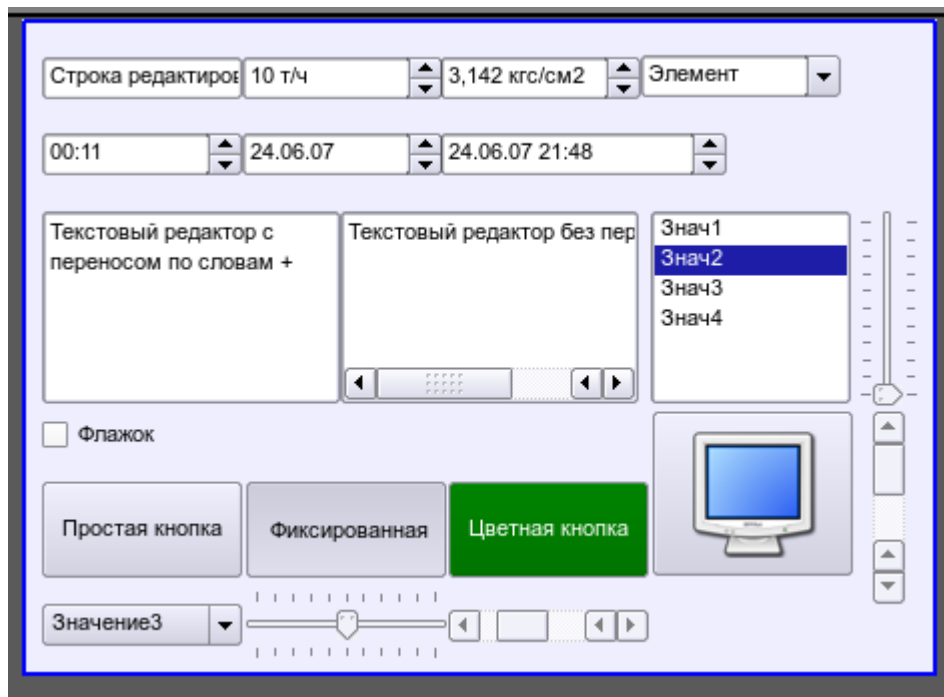 Строка редактиров
10 т/ч
3,142 кгс/см2
Элемент
00:11
24.06.07
24.06.07 21:48
Текстовый редактор с
переносом по словам +
Текстовый редактор без пер
Знач1
Знач2
Знач3
Знач4
Флажок
Простая кнопка
Фиксированная
Цветная кнопка
Значение3